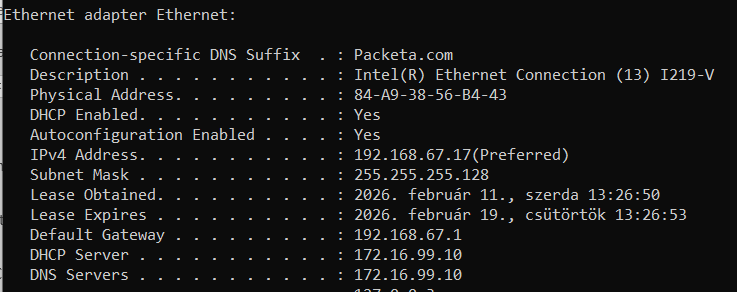 Ethernet adapter Ethernet:
Connection-specific DNS Suffix  . : Packeta.com
Description . . . . . . . . . . . : Intel(R) Ethernet Connection (13) I219-V
Physical Address. . . . . . . . . : 84-A9-38-56-B4-43
DHCP Enabled. . . . . . . . . . . : Yes
Autoconfiguration Enabled . . . . : Yes
IPv4 Address. . . . . . . . . . . : 192.168.67.17(Preferred)
Subnet Mask . . . . . . . . . . . : 255.255.255.128
Lease Obtained. . . . . . . . . . : 2026. február 11., szerda 13:26:50
Lease Expires . . . . . . . . . . : 2026. február 19., csütörtök 13:26:53
Default Gateway . . . . . . . . . : 192.168.67.1
DHCP Server . . . . . . . . . . . : 172.16.99.10
DNS Servers . . . . . . . . . . . : 172.16.99.10